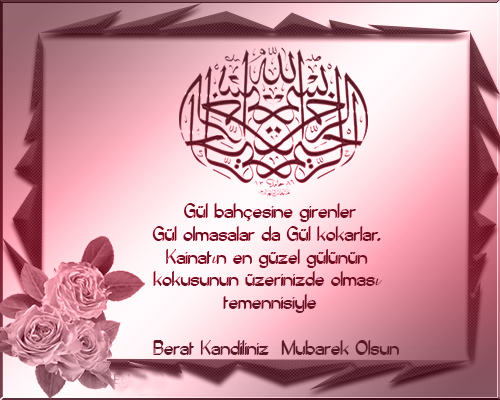 بسم الله الرحمن الرحيم
Gül bahçesine girenler
Gül olmasalar da Gül kokarlar.
Kainatın en güzel gülünün
kokusunun üzerinizde olması
temennisiyle
Berat Kandiliniz Mubarek Olsun